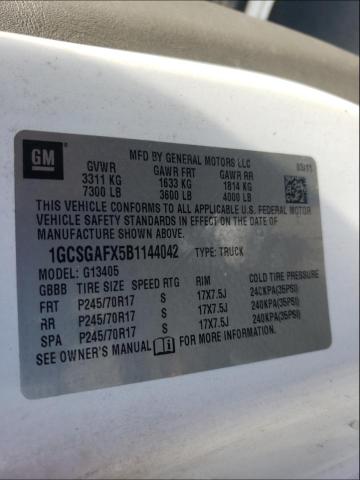 GM
MFD BY GENERAL MOTORS LLC
GVWR GAWR FRT GAWR RR 03/11
3311 KG 1633 KG 1814 KG
7300 LB 3600 LB 4000 LB
THIS VEHICLE CONFORMS TO ALL APPLICABLE U.S. FEDERAL MOTOR
VEHICLE SAFETY STANDARDS IN EFFECT ON THE DATE OF
MANUFACTURE SHOWN ABOVE.
1GCSGAFX5B1144042 TYPE: TRUCK
MODEL: G13405
GBBB TIRE SIZE SPEED RTG RIM COLD TIRE PRESSURE
FRT P245/70R17 S 17X7.5J 240KPA(35PSI)
RR P245/70R17 S 17X7.5J 240KPA(35PSI)
SPA P245/70R17 S 17X7.5J 240KPA(35PSI)
SEE OWNER'S MANUAL FOR MORE INFORMATION.